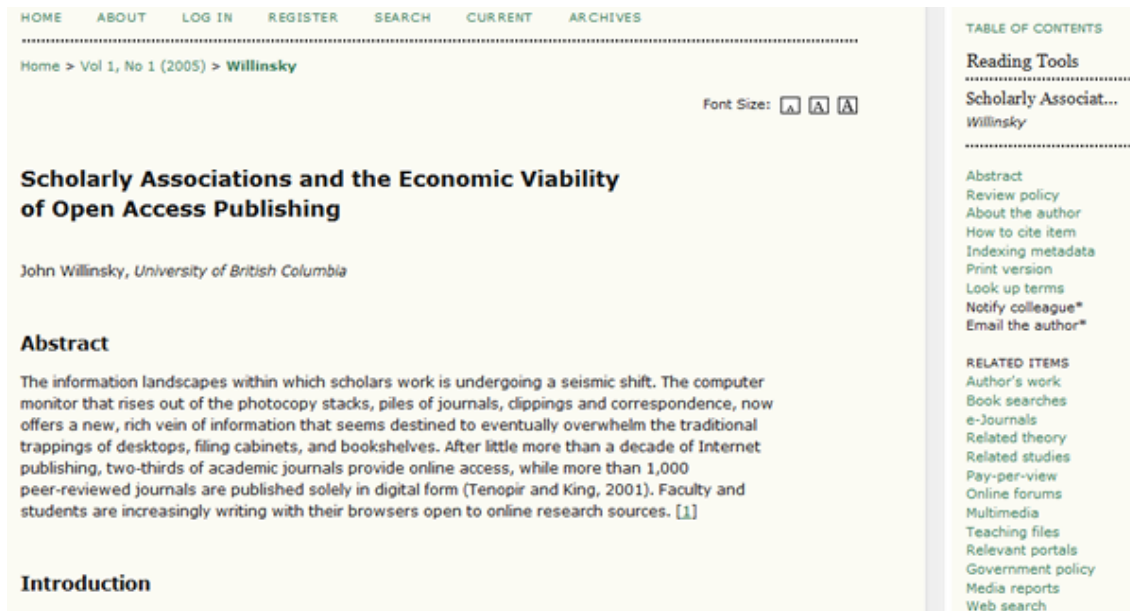 HOME ABOUT LOG IN REGISTER SEARCH CURRENT ARCHIVES
Home > Vol 1, No 1 (2005) > Willinsky
Font Size: A A A
Scholarly Associations and the Economic Viability
of Open Access Publishing
John Willinsky, University of British Columbia
Abstract
The information landscapes within which scholars work is undergoing a seismic shift. The computer
monitor that rises out of the photocopy stacks, piles of journals, clippings and correspondence, now
offers a new, rich vein of information that seems destined to eventually overwhelm the traditional
trappings of desktops, filing cabinets, and bookshelves. After little more than a decade of Internet
publishing, two-thirds of academic journals provide online access, while more than 1,000
peer-reviewed journals are published solely in digital form (Tenopir and King, 2001). Faculty and
students are increasingly writing with their browsers open to online research sources. [1]
Introduction
TABLE OF CONTENTS
Reading Tools
Scholarly Associat...
Willinsky
Abstract
Review policy
About the author
How to cite item
Indexing metadata
Print version
Look up terms
Notify colleague*
Email the author*
RELATED ITEMS
Author's work
Book searches
e-Journals
Related theory
Related studies
Pay-per-view
Online forums
Multimedia
Teaching files
Relevant portals
Government policy
Media reports
Web search